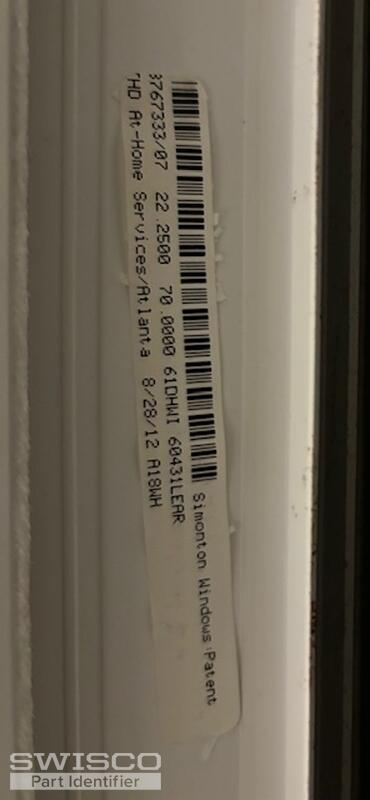 Simonton Windows:Patent
3767333/07 22.2500 70.0000 61DHWI 60431LEAR
THD At-Home Services/Atlanta 8/28/12 A18WH
SWISCO
Part Identifier